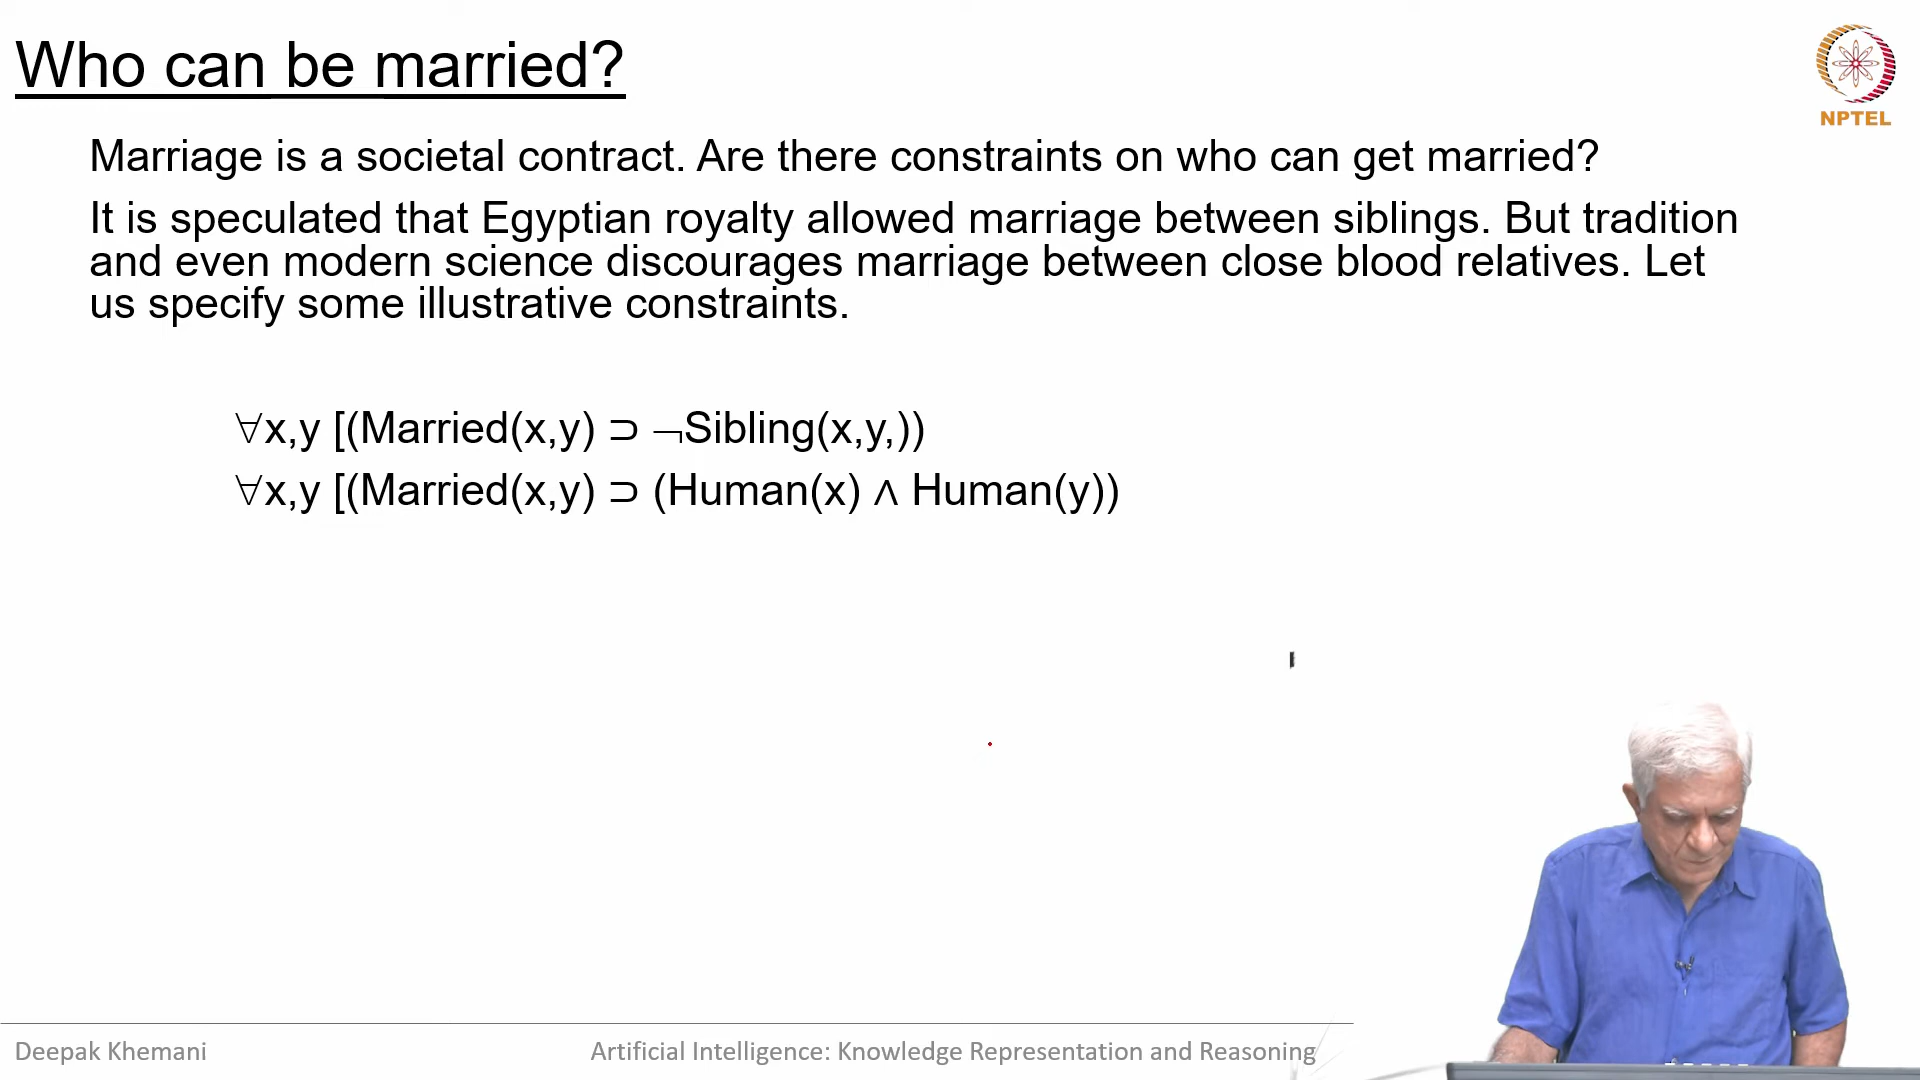 Who can be married?
NPTEL
Marriage is a societal contract. Are there constraints on who can get married?
It is speculated that Egyptian royalty allowed marriage between siblings. But tradition
and even modern science discourages marriage between close blood relatives. Let
us specify some illustrative constraints.
∀x,y [(Married(x,y) ⊃ ¬Sibling(x,y,))
∀x,y [(Married(x,y) ⊃ (Human(x) ∧ Human(y))
Deepak Khemani
Artificial Intelligence: Knowledge Representation and Reasoning